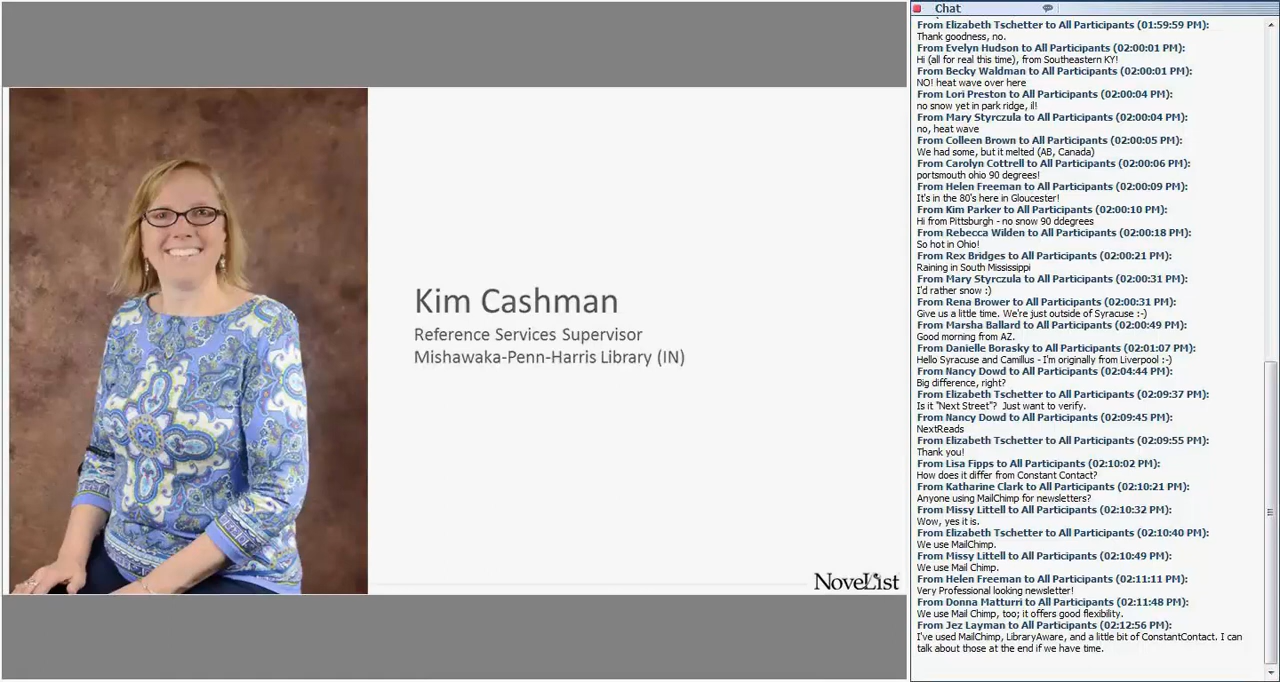 Kim Cashman
Reference Services Supervisor
Mishawaka-Penn-Harris Library (IN)
NoveList
Chat
From Elizabeth Tschetter to All Participants (01:59:59 PM):
Thank goodness, no.
From Evelyn Hudson to All Participants (02:00:01 PM):
Hi (all for real this time), from Southeastern KY!
From Becky Waldman to All Participants (02:00:01 PM):
NO! heat wave over here
From Lori Preston to All Participants (02:00:04 PM):
no snow yet in park ridge, il!
From Mary Styrczula to All Participants (02:00:04 PM):
no, heat wave
From Colleen Brown to All Participants (02:00:05 PM):
We had some, but it melted (AB, Canada)
From Carolyn Cottrell to All Participants (02:00:06 PM):
portsmouth ohio 90 degrees!
From Helen Freeman to All Participants (02:00:09 PM):
It's in the 80's here in Gloucester!
From Kim Parker to All Participants (02:00:10 PM):
Hi from Pittsburgh - no snow 90 ddegrees
From Rebecca Wilden to All Participants (02:00:18 PM):
So hot in Ohio!
From Rex Bridges to All Participants (02:00:21 PM):
Raining in South Mississippi
From Mary Styrczula to All Participants (02:00:31 PM):
I'd rather snow :)
From Rena Brower to All Participants (02:00:31 PM):
Give us a little time. We're just outside of Syracuse :-)
From Marsha Ballard to All Participants (02:00:49 PM):
Good morning from AZ.
From Danielle Borasky to All Participants (02:01:07 PM):
Hello Syracuse and Camillus - I'm originally from Liverpool :-)
From Nancy Dowd to All Participants (02:04:44 PM):
Big difference, right?
From Elizabeth Tschetter to All Participants (02:09:37 PM):
Is it "Next Street"? Just want to verify.
From Nancy Dowd to All Participants (02:09:45 PM):
NextReads
From Elizabeth Tschetter to All Participants (02:09:55 PM):
Thank you!
From Lisa Fipps to All Participants (02:10:02 PM):
How does it differ from Constant Contact?
From Katharine Clark to All Participants (02:10:21 PM):
Anyone using MailChimp for newsletters?
From Missy Littell to All Participants (02:10:32 PM):
Wow, yes it is.
From Elizabeth Tschetter to All Participants (02:10:40 PM):
We use MailChimp.
From Missy Littell to All Participants (02:10:49 PM):
We use Mail Chimp.
From Helen Freeman to All Participants (02:11:11 PM):
Very Professional looking newsletter!
From Donna Matturri to All Participants (02:11:48 PM):
We use Mail Chimp, too; it offers good flexibility.
From Jez Layman to All Participants (02:12:56 PM):
I've used MailChimp, LibraryAware, and a little bit of ConstantContact. I can
talk about those at the end if we have time.